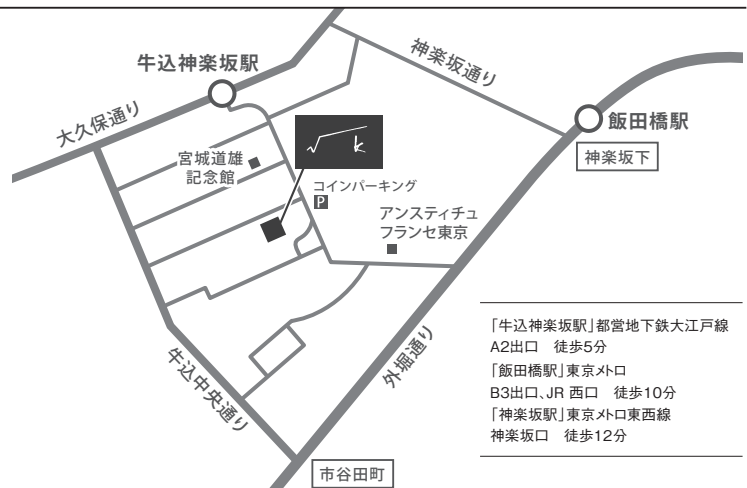 牛込神楽坂駅
神楽坂通り
大久保通り
飯田橋駅
神楽坂下
√ k
宮城道雄
記念館
コインパーキング
P
アンスティチュ
フランセ東京
外堀通り
牛込中央通り
市谷田町
「牛込神楽坂駅」都営地下鉄大江戸線
A2出口　徒歩5分
「飯田橋駅」東京メトロ
B3出口、JR 西口　徒歩10分
「神楽坂駅」東京メトロ東西線
神楽坂口　徒歩12分